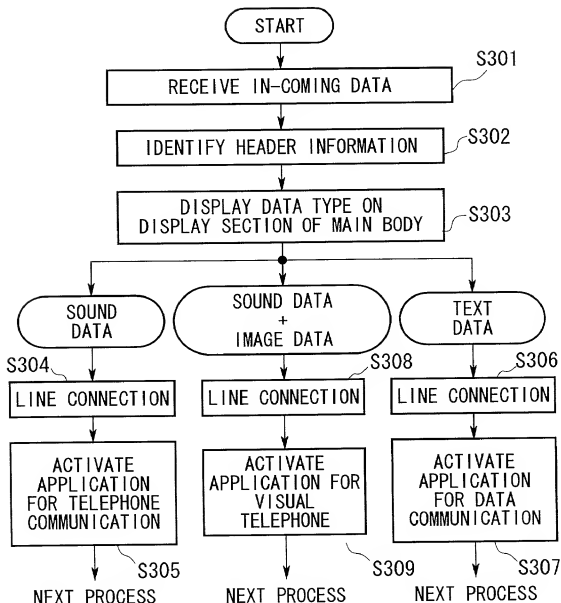 START
S301
RECEIVE IN-COMING DATA
S302
IDENTIFY HEADER INFORMATION
DISPLAY DATA TYPE ON
DISPLAY SECTION OF MAIN BODY
S303
SOUND
DATA
SOUND DATA
+
IMAGE DATA
TEXT
DATA
S304
LINE CONNECTION
S308
LINE CONNECTION
S306
LINE CONNECTION
ACTIVATE
APPLICATION
FOR TELEPHONE
COMMUNICATION
S305
ACTIVATE
APPLICATION FOR
VISUAL
TELEPHONE
S309
ACTIVATE
APPLICATION
FOR DATA
COMMUNICATION
S307
NEXT PROCESS
NEXT PROCESS
NEXT PROCESS